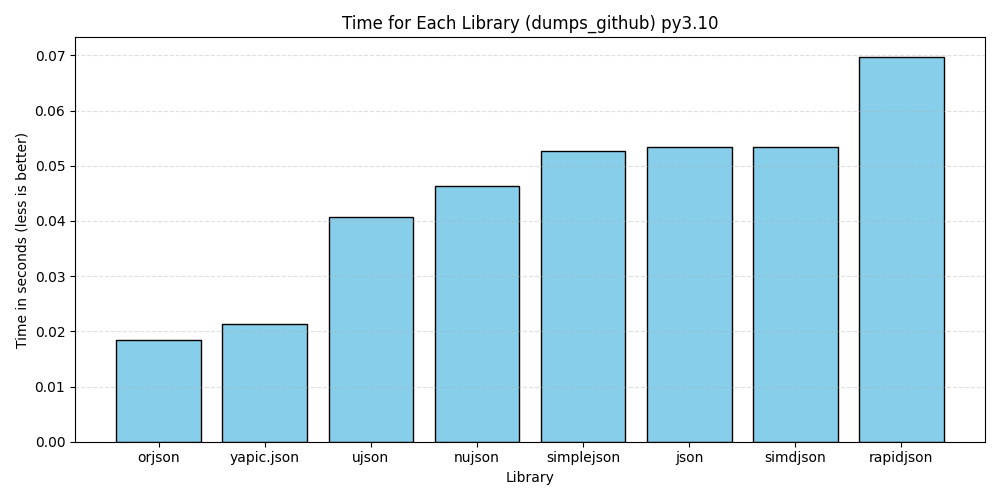 Time for Each Library (dumps_github) py3.10
Time in seconds (less is better)
0.07
0.06
0.05
0.04
0.03
0.02
0.01
0.00
orjson yapic.json ujson nujson simplejson json simdjson rapidjson
Library